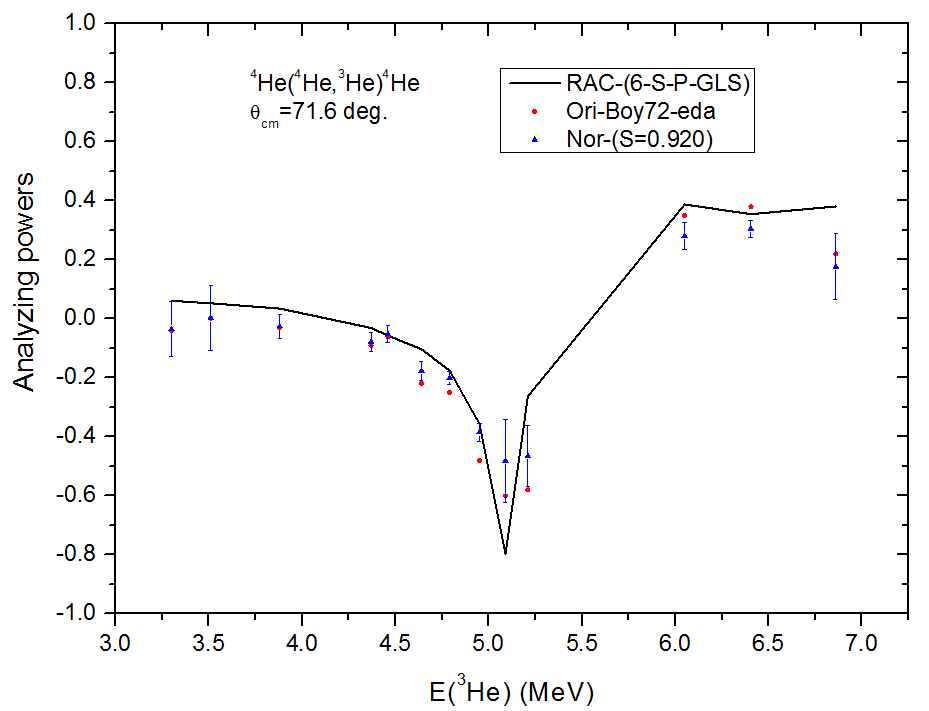 1.0
0.8
0.6
0.4
0.2
0.0
-0.2
-0.4
-0.6
-0.8
-1.0
Analyzing powers
⁴He(⁴He,³He)⁴He
θcm=71.6 deg.
RAC-(6-S-P-GLS)
Ori-Boy72-eda
Nor-(S=0.920)
3.0 3.5 4.0 4.5 5.0 5.5 6.0 6.5 7.0
E(³He) (MeV)